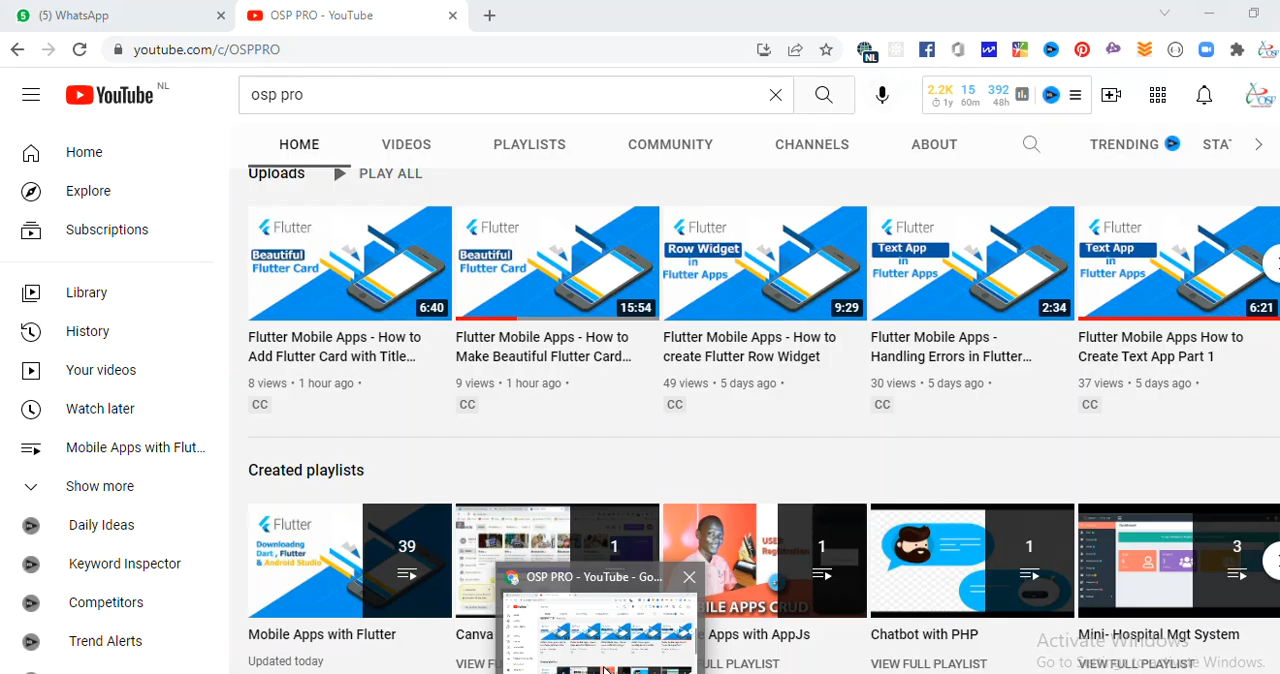 5 (5) WhatsApp
OSP PRO - YouTube
youtube.com/c/OSPPRO
NL
YouTube NL
osp pro
2.2K 15 392
1y 60m 48h
HOME VIDEOS PLAYLISTS COMMUNITY CHANNELS ABOUT TRENDING STAT
Home
Explore
Subscriptions
Library
History
Your videos
Watch later
Mobile Apps with Flut...
Show more
Daily Ideas
Keyword Inspector
Competitors
Trend Alerts
Uploads PLAY ALL
Flutter
Beautiful
Flutter Card
6:40
Flutter Mobile Apps - How to
Add Flutter Card with Title...
8 views • 1 hour ago •
CC
Flutter
Beautiful
Flutter Card
15:54
Flutter Mobile Apps - How to
Make Beautiful Flutter Card...
9 views • 1 hour ago •
CC
Flutter
Row Widget
in
Flutter Apps
9:29
Flutter Mobile Apps - How to
create Flutter Row Widget
49 views • 5 days ago •
CC
Flutter
Text App
in
Flutter Apps
2:34
Flutter Mobile Apps -
Handling Errors in Flutter...
30 views • 5 days ago •
CC
Flutter
Text App
in
Flutter Apps
6:21
Flutter Mobile Apps How to
Create Text App Part 1
37 views • 5 days ago •
CC
Created playlists
Flutter
Downloading
Dart , Flutter
& Android Studio
39
Mobile Apps with Flutter
Updated today
1
Canva
VIEW FU
OSP PRO - YouTube - Go...
USER
Registration
ILE APPS CRUD
1
Apps with AppJs
ULL PLAYLIST
1
Chatbot with PHP
VIEW FULL PLAYLIST
3
Mini- Hospital Mgt System
VIEW FULL PLAYLIST
Activate Windows
Go to Settings to activate Windows.